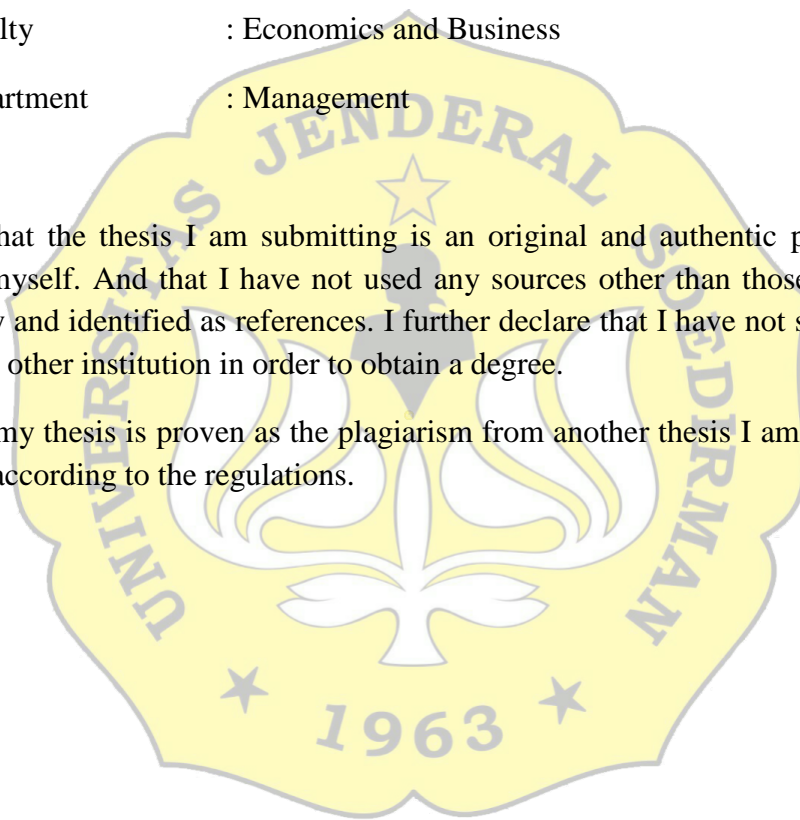 lty : Economics and Business
artment : Management
UNIVERSITAS JENDERAL SOEDIRMAN
hat the thesis I am submitting is an original and authentic p
nyself. And that I have not used any sources other than those
and identified as references. I further declare that I have not s
other institution in order to obtain a degree.
my thesis is proven as the plagiarism from another thesis I am
according to the regulations.
1963